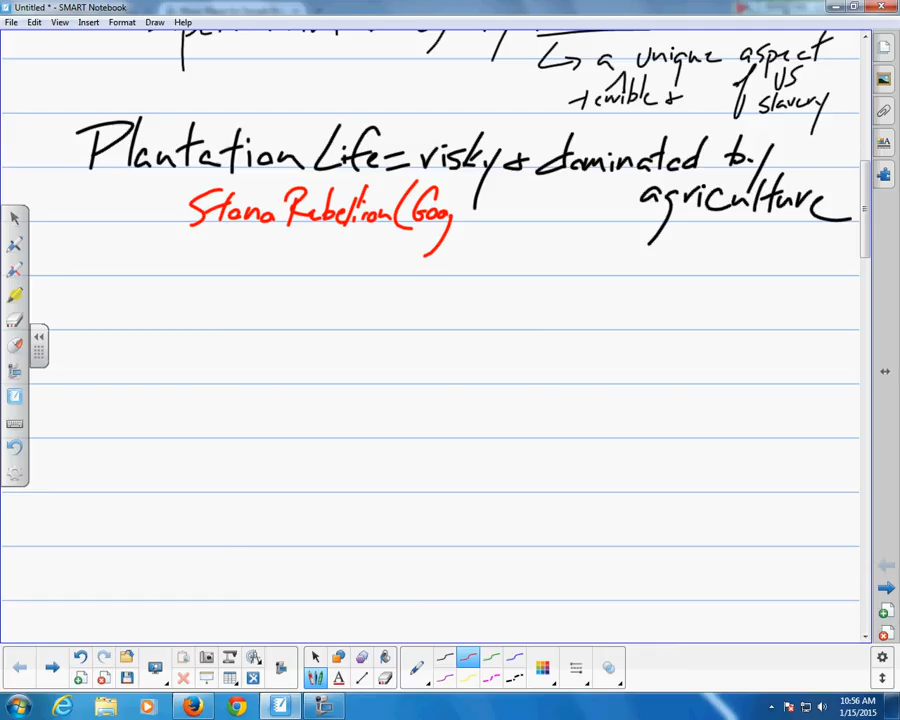 Untitled * - SMART Notebook
File Edit View Insert Format Draw Help
↳ a unique aspect
terrible & of US
slavery
Plantation Life = risky & dominated by
agriculture
Stono Rebellion (Goog
10:56 AM
1/15/2015